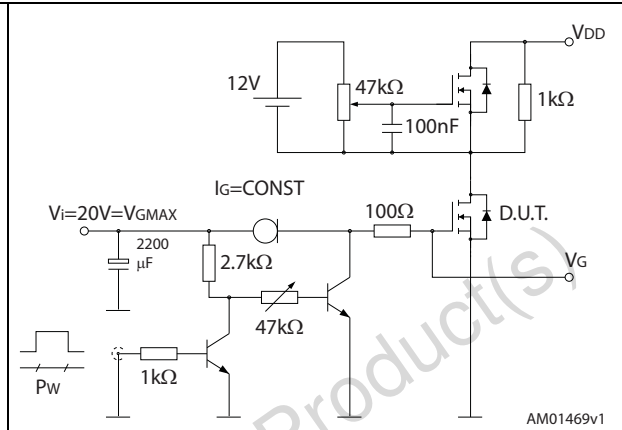 VDD
12V
47kΩ
1kΩ
100nF
IG=CONST
Vi=20V=VGMAX
100Ω
D.U.T.
2200
μF
2.7kΩ
VG
47kΩ
1kΩ
PW
Product(s)
AM01469v1